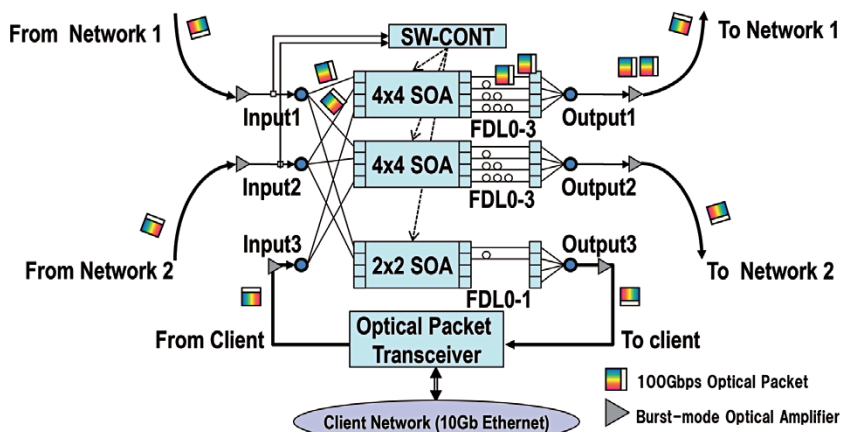 From Network 1
SW-CONT
To Network 1
Input1
4x4 SOA
FDL0-3
Output1
Input2
4x4 SOA
FDL0-3
Output2
Input3
2x2 SOA
Output3
From Network 2
FDL0-1
To Network 2
From Client
Optical Packet
Transceiver
To client
100Gbps Optical Packet
Client Network (10Gb Ethernet)
Burst-mode Optical Amplifier